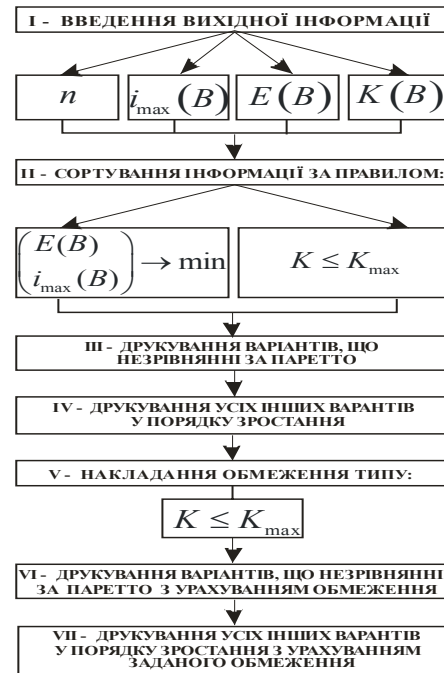 I - ВВЕДЕННЯ ВИХІДНОЇ ІНФОРМАЦІЇ
n
i_max (B)
E (B)
K (B)
II - СОРТУВАННЯ ІНФОРМАЦІЇ ЗА ПРАВИЛОМ:
(E(B)
i_max (B)) → min
K ≤ K_max
III - ДРУКУВАННЯ ВАРІАНТІВ, ЩО
НЕЗРІВНЯННІ ЗА ПАРЕТТО
IV - ДРУКУВАННЯ УСІХ ІНШИХ ВАРАНТІВ
У ПОРЯДКУ ЗРОСТАННЯ
V - НАКЛАДАННЯ ОБМЕЖЕННЯ ТИПУ:
K ≤ K_max
VI - ДРУКУВАННЯ ВАРІАНТІВ, ЩО НЕЗРІВНЯННІ
ЗА ПАРЕТТО З УРАХУВАННЯМ ОБМЕЖЕННЯ
VII - ДРУКУВАННЯ УСІХ ІНШИХ ВАРАНТІВ
У ПОРЯДКУ ЗРОСТАННЯ З УРАХУВАННЯМ
ЗАДАНОГО ОБМЕЖЕННЯ